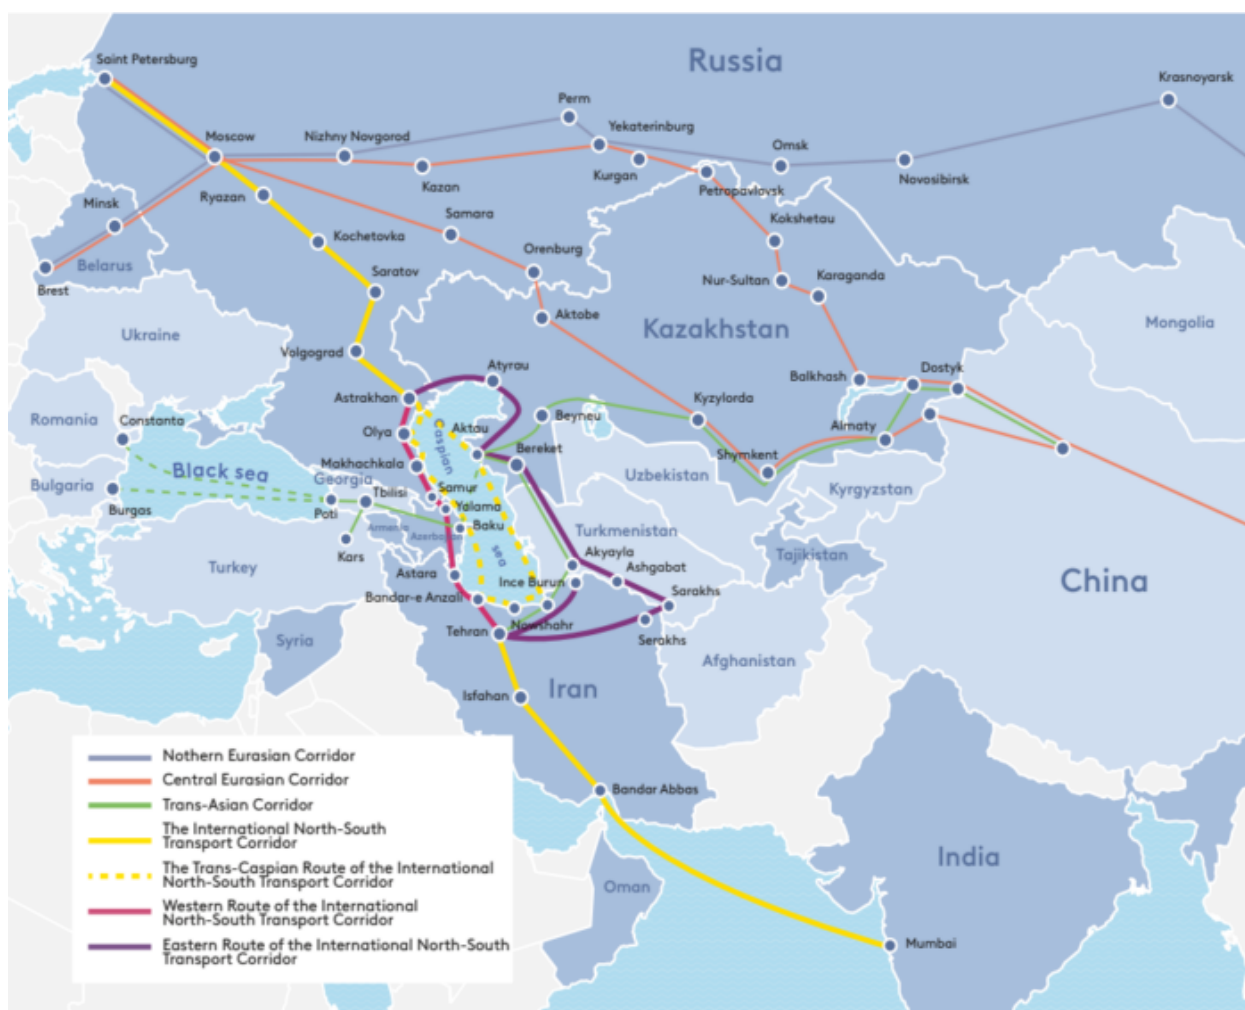 Saint Petersburg
Russia
Krasnoyarsk
Perm
Moscow
Nizhny Novgorod
Yekaterinburg
Omsk
Kazan
Kurgan
Novosibirsk
Petropavlovsk
Ryazan
Minsk
Samara
Kokshetau
Kochetovka
Orenburg
Belarus
Saratov
Nur-Sultan
Karaganda
Brest
Aktobe
Kazakhstan
Mongolia
Ukraine
Volgograd
Atyrau
Balkhash
Dostyk
Astrakhan
Kyzylorda
Romania
Constanta
Beyneu
Olya
Caspian
Aktau
Almaty
Bereket
Shymkent
Black sea
Makhachkala
Uzbekistan
Georgia
Bulgaria
Tbilisi
Samur
Kyrgyzstan
Burgas
Poti
Yalama
Armenia
Baku
Azerbaijan
Turkmenistan
Kars
sea
Tajikistan
Turkey
Akyayla
Astara
Ince Burun
Ashgabat
China
Bandar-e Anzali
Sarakhs
Tehran
Nowshahr
Serakhs
Syria
Afghanistan
Isfahan
Iran
Nothern Eurasian Corridor
Central Eurasian Corridor
Trans-Asian Corridor
The International North-South
Transport Corridor
The Trans-Caspian Route of the International
North-South Transport Corridor
Western Route of the International
North-South Transport Corridor
Eastern Route of the International North-South
Transport Corridor
Bandar Abbas
India
Oman
Mumbai